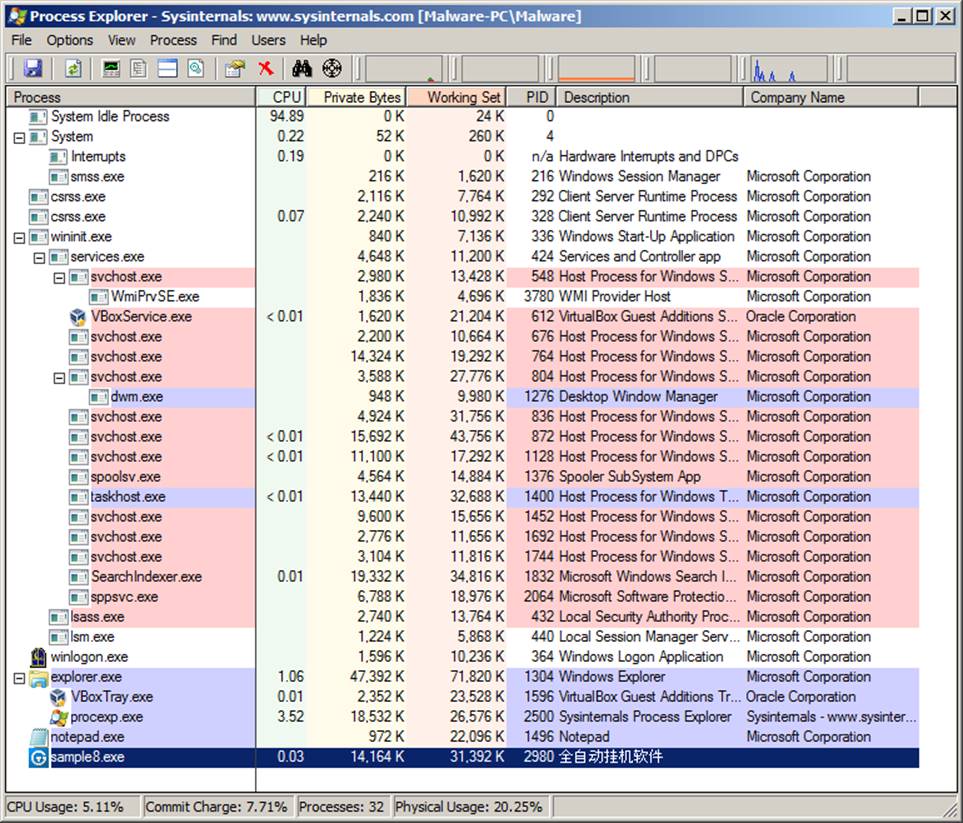 Process Explorer - Sysinternals: www.sysinternals.com [Malware-PC\Malware]
File Options View Process Find Users Help
Process CPU Private Bytes Working Set PID Description Company Name
System Idle Process 94.89 0 K 24 K 0
System 0.22 52 K 260 K 4
Interrupts 0.19 0 K 0 K n/a Hardware Interrupts and DPCs
smss.exe 216 K 1,620 K 216 Windows Session Manager Microsoft Corporation
csrss.exe 2,116 K 7,764 K 292 Client Server Runtime Process Microsoft Corporation
csrss.exe 0.07 2,240 K 10,992 K 328 Client Server Runtime Process Microsoft Corporation
wininit.exe 840 K 7,136 K 336 Windows Start-Up Application Microsoft Corporation
services.exe 4,648 K 11,200 K 424 Services and Controller app Microsoft Corporation
svchost.exe 2,980 K 13,428 K 548 Host Process for Windows S... Microsoft Corporation
WmiPrvSE.exe 1,836 K 4,696 K 3780 WMI Provider Host Microsoft Corporation
VBoxService.exe < 0.01 1,620 K 21,204 K 612 VirtualBox Guest Additions S... Oracle Corporation
svchost.exe 2,200 K 10,664 K 676 Host Process for Windows S... Microsoft Corporation
svchost.exe 14,324 K 19,292 K 764 Host Process for Windows S... Microsoft Corporation
svchost.exe 3,588 K 27,776 K 804 Host Process for Windows S... Microsoft Corporation
dwm.exe 948 K 9,980 K 1276 Desktop Window Manager Microsoft Corporation
svchost.exe 4,924 K 31,756 K 836 Host Process for Windows S... Microsoft Corporation
svchost.exe < 0.01 15,692 K 43,756 K 872 Host Process for Windows S... Microsoft Corporation
svchost.exe < 0.01 11,100 K 17,292 K 1128 Host Process for Windows S... Microsoft Corporation
spoolsv.exe 4,564 K 14,884 K 1376 Spooler SubSystem App Microsoft Corporation
taskhost.exe < 0.01 13,440 K 32,688 K 1400 Host Process for Windows T... Microsoft Corporation
svchost.exe 9,600 K 15,656 K 1452 Host Process for Windows S... Microsoft Corporation
svchost.exe 2,776 K 11,656 K 1692 Host Process for Windows S... Microsoft Corporation
svchost.exe 3,104 K 11,816 K 1744 Host Process for Windows S... Microsoft Corporation
SearchIndexer.exe 0.01 19,332 K 34,816 K 1832 Microsoft Windows Search I... Microsoft Corporation
sppsvc.exe 6,788 K 18,976 K 2064 Microsoft Software Protectio... Microsoft Corporation
lsass.exe 2,740 K 13,764 K 432 Local Security Authority Proc... Microsoft Corporation
lsm.exe 1,224 K 5,868 K 440 Local Session Manager Serv... Microsoft Corporation
winlogon.exe 1,596 K 10,236 K 364 Windows Logon Application Microsoft Corporation
explorer.exe 1.06 47,392 K 71,820 K 1304 Windows Explorer Microsoft Corporation
VBoxTray.exe 0.01 2,352 K 23,528 K 1596 VirtualBox Guest Additions Tr... Oracle Corporation
procexp.exe 3.52 18,532 K 26,576 K 2500 Sysinternals Process Explorer Sysinternals - www.sysinter...
notepad.exe 972 K 22,096 K 1496 Notepad Microsoft Corporation
sample8.exe 0.03 14,164 K 31,392 K 2980 全自动挂机软件
CPU Usage: 5.11% Commit Charge: 7.71% Processes: 32 Physical Usage: 20.25%